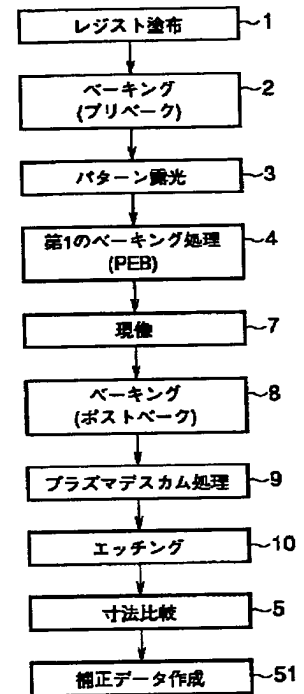 レジスト塗布 ~1
ベーキング
(プリベーク) ~2
パターン露光 ~3
第1のベーキング処理
(PEB) ~4
現像 ~7
ベーキング
(ポストベーク) ~8
プラズマデスカム処理 ~9
エッチング ~10
寸法比較 ~5
補正データ作成 ~51